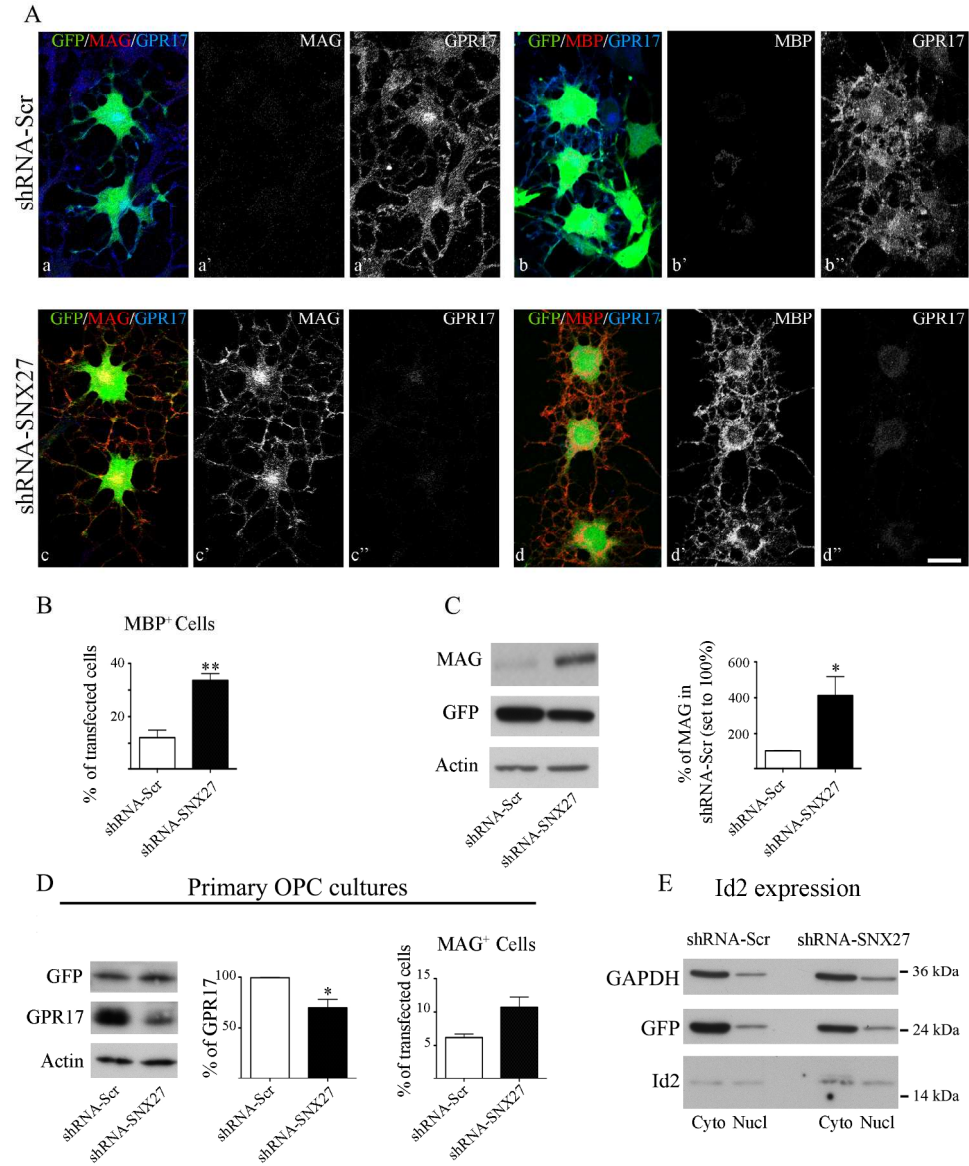 A
shRNA-Scr
GFP/MAG/GPR17
a
MAG
a'
GPR17
a''
GFP/MBP/GPR17
b
MBP
b'
GPR17
b''
shRNA-SNX27
GFP/MAG/GPR17
c
MAG
c'
GPR17
c''
GFP/MBP/GPR17
d
MBP
d'
GPR17
d''
B
MBP+ Cells
% of transfected cells
40
20
**
shRNA-Scr
shRNA-SNX27
C
MAG
GFP
Actin
shRNA-Scr
shRNA-SNX27
% of MAG in
shRNA-Scr (set to 100%)
600
400
200
*
shRNA-Scr
shRNA-SNX27
D
Primary OPC cultures
GFP
GPR17
Actin
shRNA-Scr
shRNA-SNX27
% of GPR17
100
50
*
shRNA-Scr
shRNA-SNX27
MAG+ Cells
% of transfected cells
15
10
5
shRNA-Scr
shRNA-SNX27
E
Id2 expression
shRNA-Scr shRNA-SNX27
GAPDH
36 kDa
GFP
24 kDa
Id2
14 kDa
Cyto Nucl Cyto Nucl